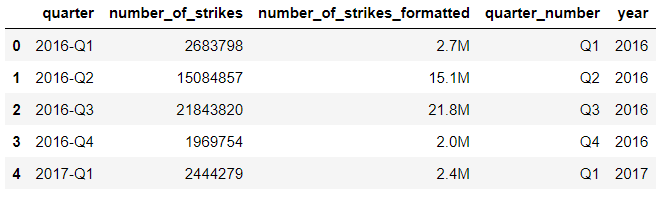 quarter number_of_strikes number_of_strikes_formatted quarter_number year
0 2016-Q1 2683798 2.7M Q1 2016
1 2016-Q2 15084857 15.1M Q2 2016
2 2016-Q3 21843820 21.8M Q3 2016
3 2016-Q4 1969754 2.0M Q4 2016
4 2017-Q1 2444279 2.4M Q1 2017